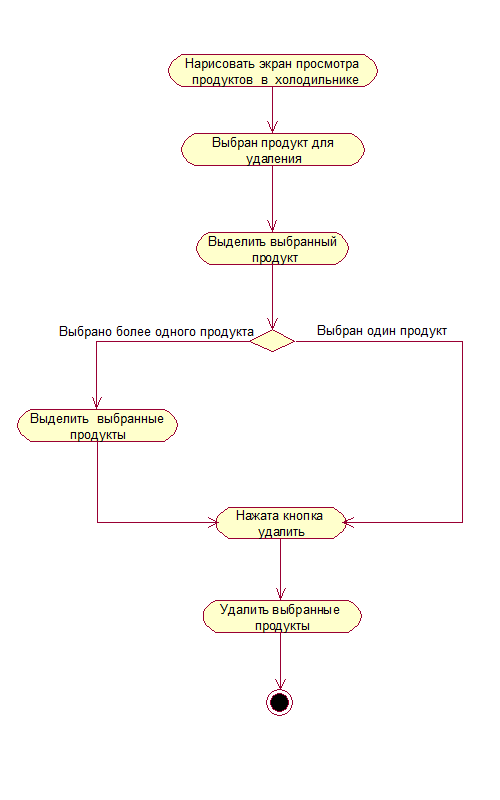 Нарисовать экран просмотра
продуктов в холодильнике
Выбран продукт для
удаления
Выделить выбранный
продукт
Выбрано более одного продукта
Выбран один продукт
Выделить выбранные
продукты
Нажата кнопка
удалить
Удалить выбранные
продукты